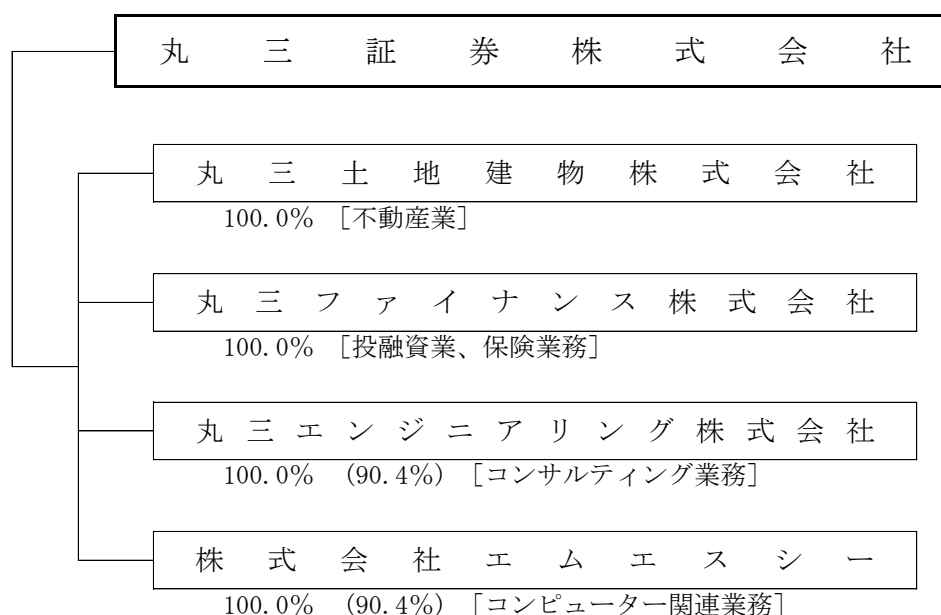 丸三証券株式会社
丸三土地建物株式会社
100.0% [不動産業]
丸三ファイナンス株式会社
100.0% [投融資業、保険業務]
丸三エンジニアリング株式会社
100.0% (90.4%) [コンサルティング業務]
株式会社エムエスシー
100.0% (90.4%) [コンピューター関連業務]